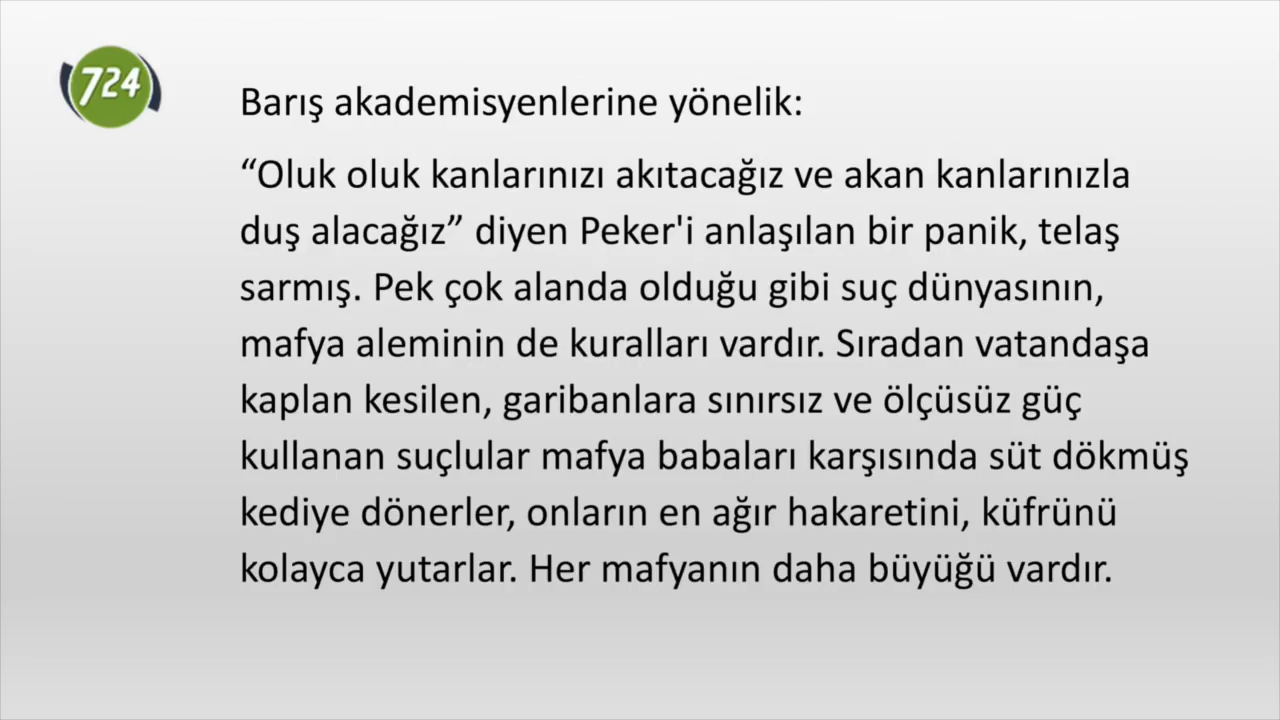 724
Barış akademisyenlerine yönelik:
“Oluk oluk kanlarınızı akıtacağız ve akan kanlarınızla
duş alacağız” diyen Peker'i anlaşılan bir panik, telaş
sarmış. Pek çok alanda olduğu gibi suç dünyasının,
mafya aleminin de kuralları vardır. Sıradan vatandaşa
kaplan kesilen, garibanlara sınırsız ve ölçüsüz güç
kullanan suçlular mafya babaları karşısında süt dökmüş
kediye dönerler, onların en ağır hakaretini, küfrünü
kolayca yutarlar. Her mafyanın daha büyüğü vardır.